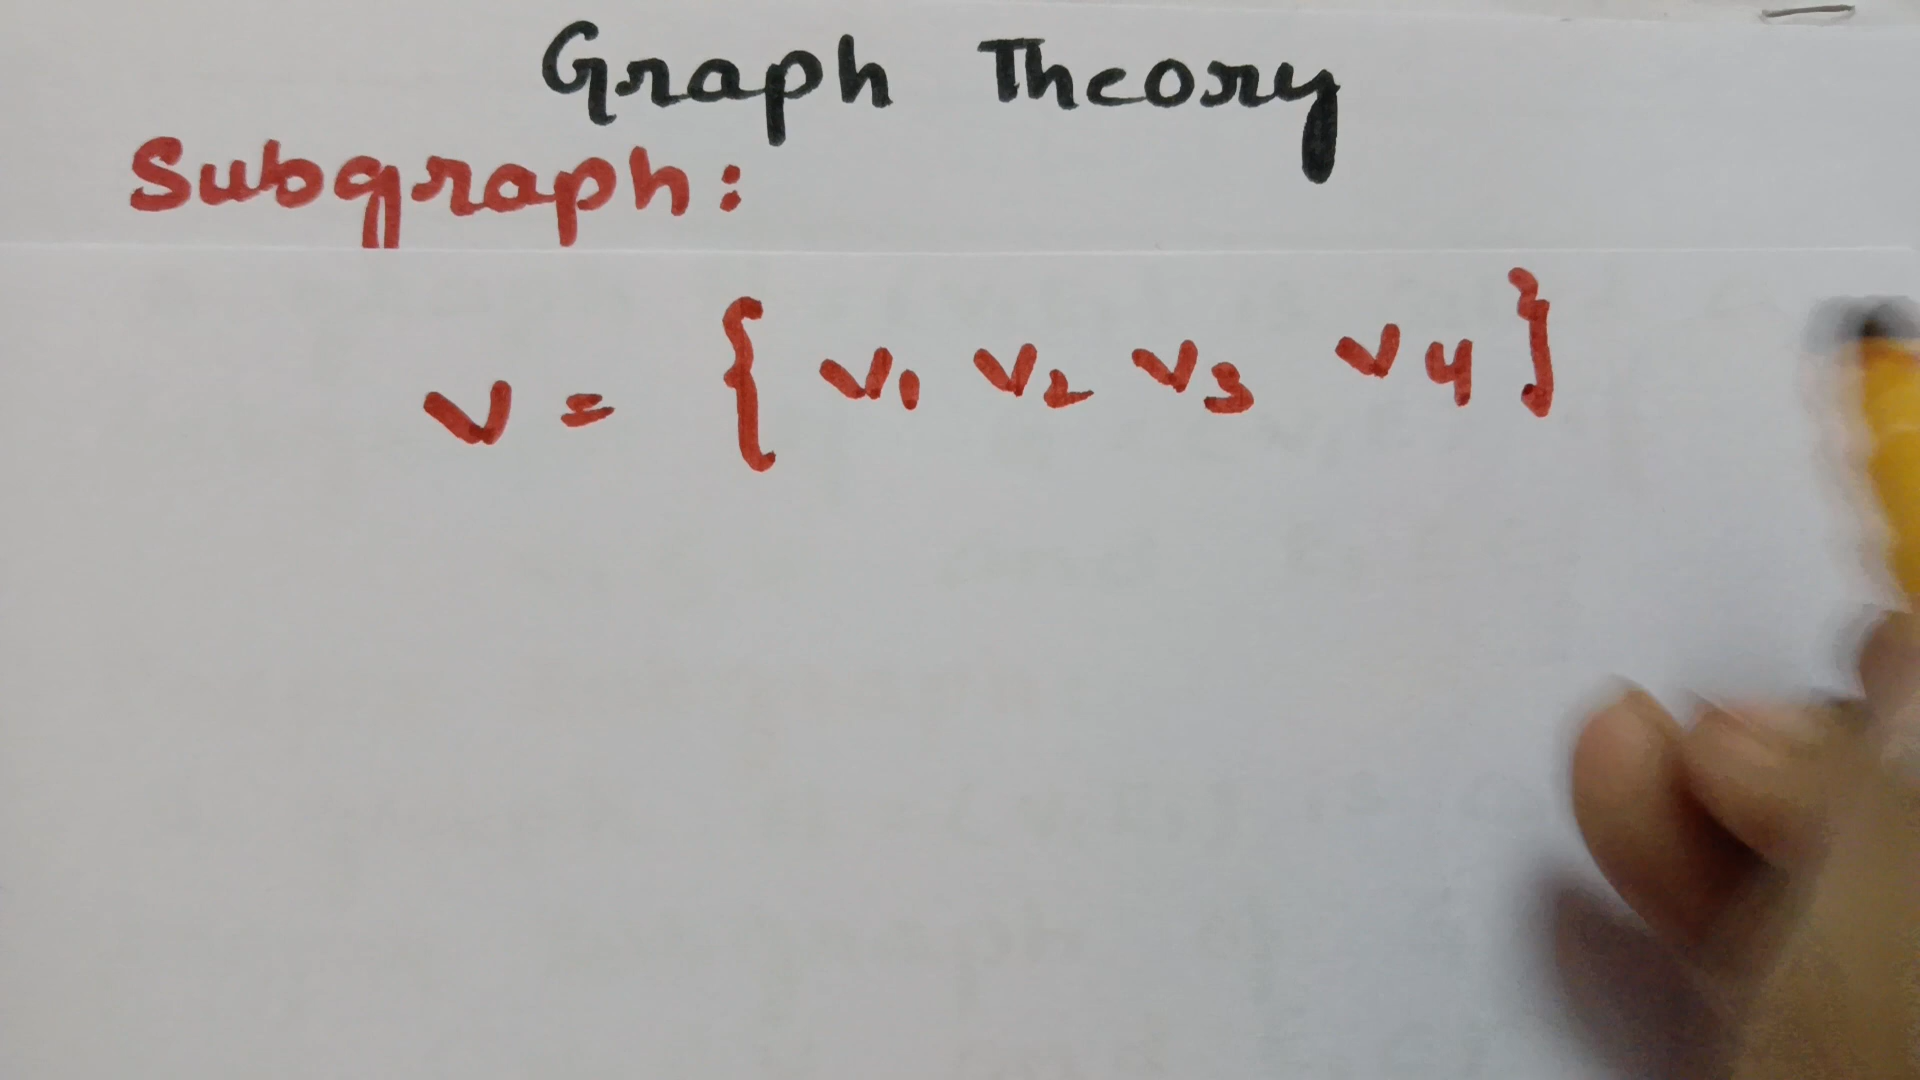 Graph Theory
Subgraph:
V = { V1 V2 V3 V4 }